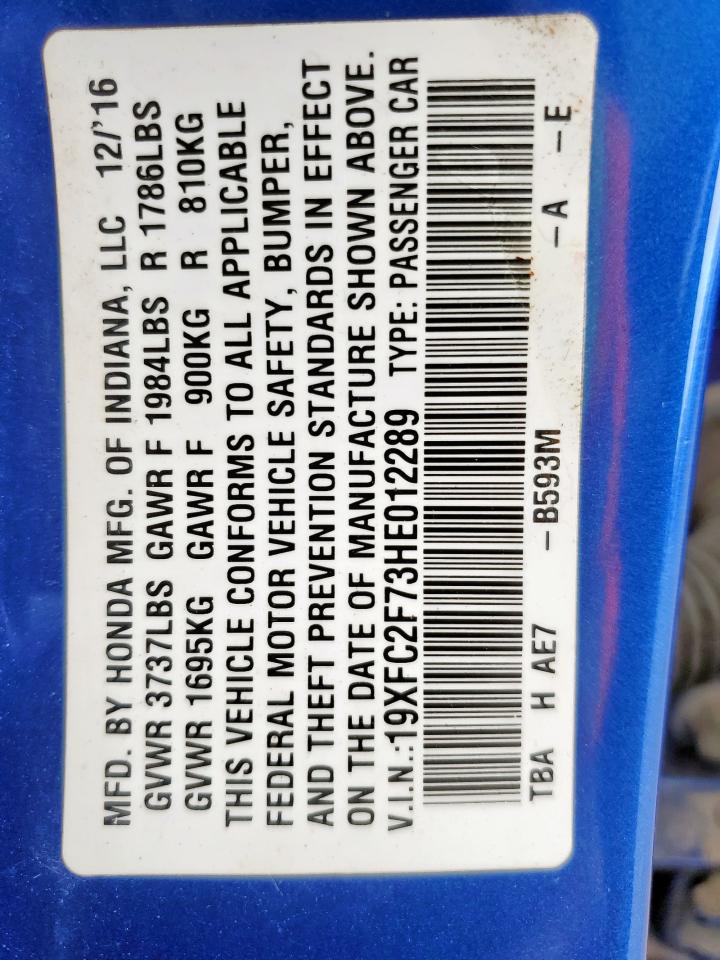 MFD. BY HONDA MFG. OF INDIANA, LLC 12/'16
GVWR 3737LBS GAWR F 1984LBS R 1786LBS
GVWR 1695KG GAWR F 900KG R 810KG
THIS VEHICLE CONFORMS TO ALL APPLICABLE
FEDERAL MOTOR VEHICLE SAFETY, BUMPER,
AND THEFT PREVENTION STANDARDS IN EFFECT
ON THE DATE OF MANUFACTURE SHOWN ABOVE.
V.I.N.:19XFC2F73HE012289 TYPE: PASSENGER CAR
TBA H AE7 -B593M -A -E